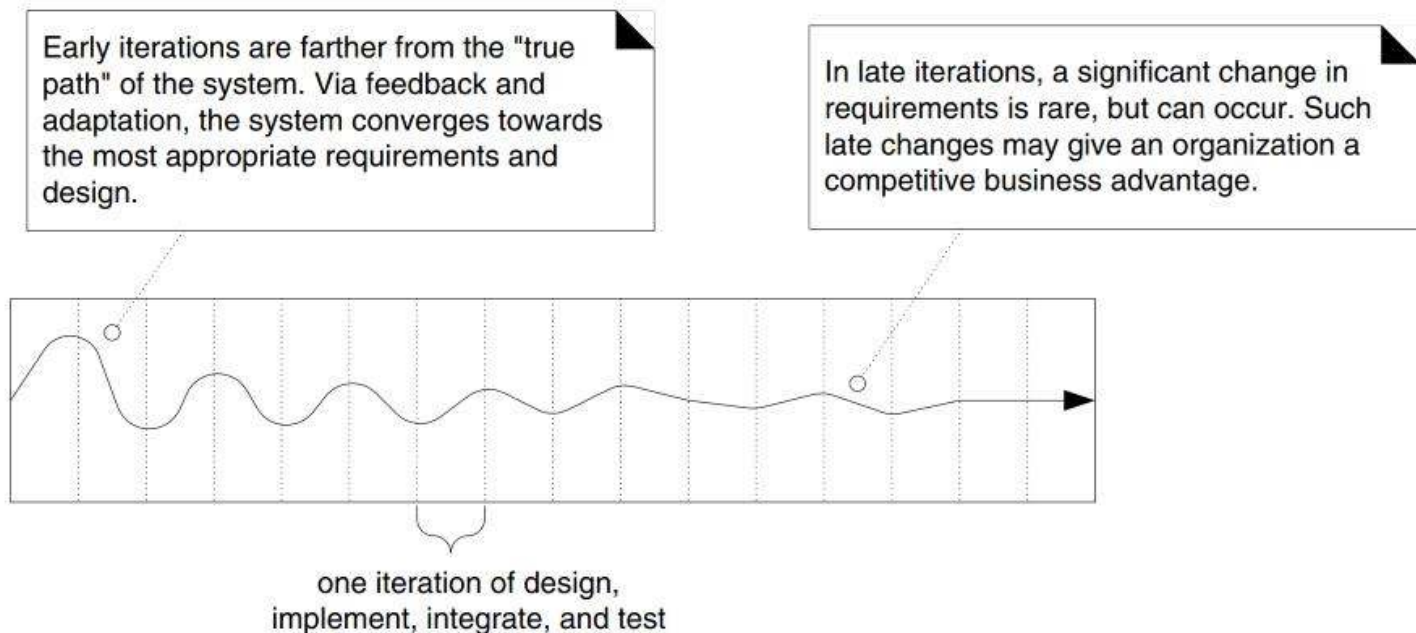 Early iterations are farther from the "true
path" of the system. Via feedback and
adaptation, the system converges towards
the most appropriate requirements and
design.
In late iterations, a significant change in
requirements is rare, but can occur. Such
late changes may give an organization a
competitive business advantage.
one iteration of design,
implement, integrate, and test